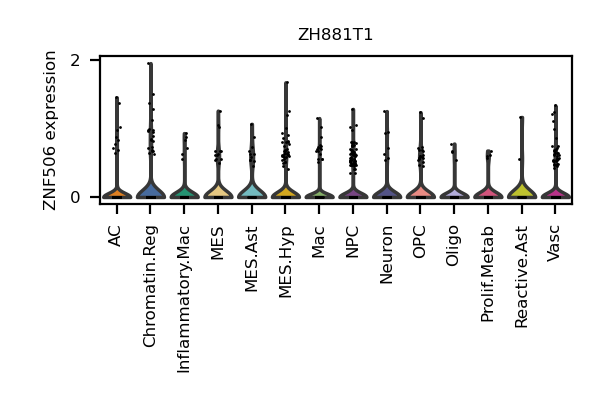 ZH881T1
ZNF506 expression
2
0
AC
Chromatin.Reg
Inflammatory.Mac
MES
MES.Ast
MES.Hyp
Mac
NPC
Neuron
OPC
Oligo
Prolif.Metab
Reactive.Ast
Vasc